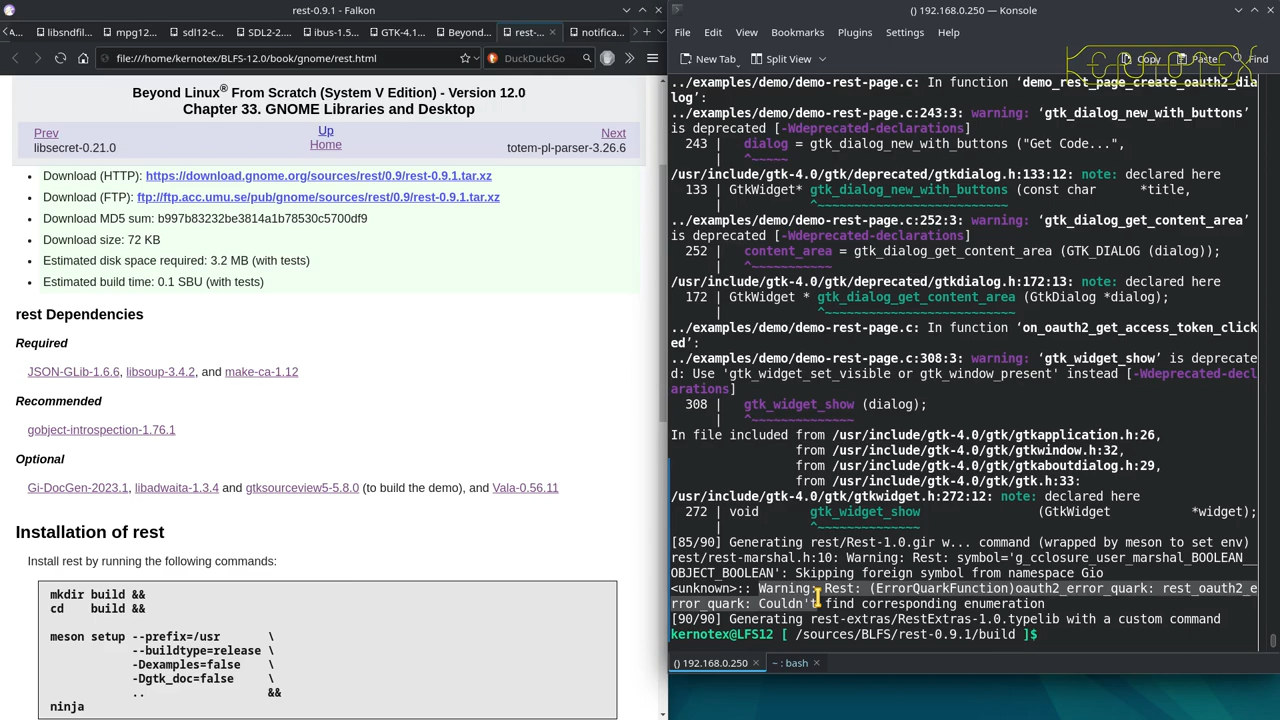 rest-0.9.1 — Falkon
A...
libsndfil...
mpg12...
sdl12-c...
SDL2-2....
ibus-1.5...
GTK-4.1...
Beyond...
rest-...
notifica...
file:///home/kernotex/BLFS-12.0/book/gnome/rest.html
DuckDuckGo
Beyond Linux® From Scratch (System V Edition) - Version 12.0
Chapter 33. GNOME Libraries and Desktop
Prev
Up
Next
libsecret-0.21.0
Home
totem-pl-parser-3.26.6
• Download (HTTP): https://download.gnome.org/sources/rest/0.9/rest-0.9.1.tar.xz
• Download (FTP): ftp://ftp.acc.umu.se/pub/gnome/sources/rest/0.9/rest-0.9.1.tar.xz
• Download MD5 sum: b997b83232be3814a1b78530c5700df9
• Download size: 72 KB
• Estimated disk space required: 3.2 MB (with tests)
• Estimated build time: 0.1 SBU (with tests)
rest Dependencies
Required
JSON-GLib-1.6.6, libsoup-3.4.2, and make-ca-1.12
Recommended
gobject-introspection-1.76.1
Optional
Gi-DocGen-2023.1, libadwaita-1.3.4 and gtksourceview5-5.8.0 (to build the demo), and Vala-0.56.11
Installation of rest
Install rest by running the following commands:
mkdir build &&
cd    build &&
meson setup --prefix=/usr       \
            --buildtype=release \
            -Dexamples=false    \
            -Dgtk_doc=false     \
            ..                  &&
ninja
() 192.168.0.250 — Konsole
File Edit View Bookmarks Plugins Settings Help
New Tab
Split View
Copy
Paste
Find
Kernotex
../examples/demo/demo-rest-page.c: In function ‘demo_rest_page_create_oauth2_dia
log’:
../examples/demo/demo-rest-page.c:243:3: warning: ‘gtk_dialog_new_with_buttons’
is deprecated [-Wdeprecated-declarations]
  243 |   dialog = gtk_dialog_new_with_buttons ("Get Code...",
      |   ^~~~~~
/usr/include/gtk-4.0/gtk/deprecated/gtkdialog.h:133:12: note: declared here
  133 | GtkWidget* gtk_dialog_new_with_buttons (const char     *title,
      |            ^~~~~~~~~~~~~~~~~~~~~~~~~~~
../examples/demo/demo-rest-page.c:252:3: warning: ‘gtk_dialog_get_content_area’
is deprecated [-Wdeprecated-declarations]
  252 |   content_area = gtk_dialog_get_content_area (GTK_DIALOG (dialog));
      |   ^~~~~~~~~~~~
/usr/include/gtk-4.0/gtk/deprecated/gtkdialog.h:172:13: note: declared here
  172 | GtkWidget * gtk_dialog_get_content_area (GtkDialog *dialog);
      |             ^~~~~~~~~~~~~~~~~~~~~~~~~~~
../examples/demo/demo-rest-page.c: In function ‘on_oauth2_get_access_token_click
ed’:
../examples/demo/demo-rest-page.c:308:3: warning: ‘gtk_widget_show’ is deprecate
d: Use 'gtk_widget_set_visible or gtk_window_present' instead [-Wdeprecated-decl
arations]
  308 |   gtk_widget_show (dialog);
      |   ^~~~~~~~~~~~~~~
In file included from /usr/include/gtk-4.0/gtk/gtkapplication.h:26,
                 from /usr/include/gtk-4.0/gtk/gtkwindow.h:32,
                 from /usr/include/gtk-4.0/gtk/gtkaboutdialog.h:29,
                 from /usr/include/gtk-4.0/gtk/gtk.h:33:
/usr/include/gtk-4.0/gtk/gtkwidget.h:272:12: note: declared here
  272 | void       gtk_widget_show                (GtkWidget           *widget);
      |            ^~~~~~~~~~~~~~~
[85/90] Generating rest/Rest-1.0.gir w... command (wrapped by meson to set env)
rest/rest-marshal.h:10: Warning: Rest: symbol='g_cclosure_user_marshal_BOOLEAN__
OBJECT_BOOLEAN': Skipping foreign symbol from namespace Gio
<unknown>:: Warning: Rest: (ErrorQuarkFunction)oauth2_error_quark: rest_oauth2_e
rror_quark: Couldn't find corresponding enumeration
[90/90] Generating rest-extras/RestExtras-1.0.typelib with a custom command
kernotex@LFS12 [ /sources/BLFS/rest-0.9.1/build ]$
() 192.168.0.250
~ : bash